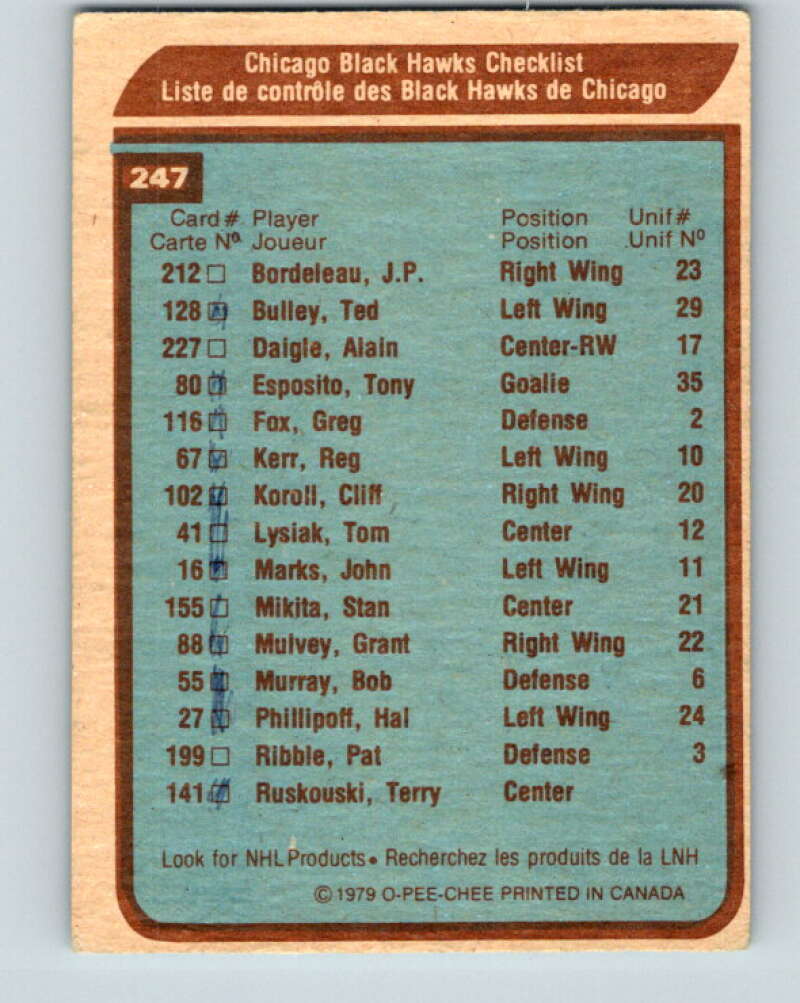 Chicago Black Hawks Checklist
Liste de contrôle des Black Hawks de Chicago
247
Card # Player Position Unif #
Carte Nº Joueur Position Unif Nº
212 □ Bordeleau, J.P. Right Wing 23
128 □ Bulley, Ted Left Wing 29
227 □ Daigle, Alain Center-RW 17
80 □ Esposito, Tony Goalie 35
116 □ Fox, Greg Defense 2
67 □ Kerr, Reg Left Wing 10
102 □ Koroll, Cliff Right Wing 20
41 □ Lysiak, Tom Center 12
16 □ Marks, John Left Wing 11
155 □ Mikita, Stan Center 21
88 □ Mulvey, Grant Right Wing 22
55 □ Murray, Bob Defense 6
27 □ Phillipoff, Hal Left Wing 24
199 □ Ribble, Pat Defense 3
141 □ Ruskouski, Terry Center
Look for NHL Products • Recherchez les produits de la LNH
© 1979 O-PEE-CHEE PRINTED IN CANADA